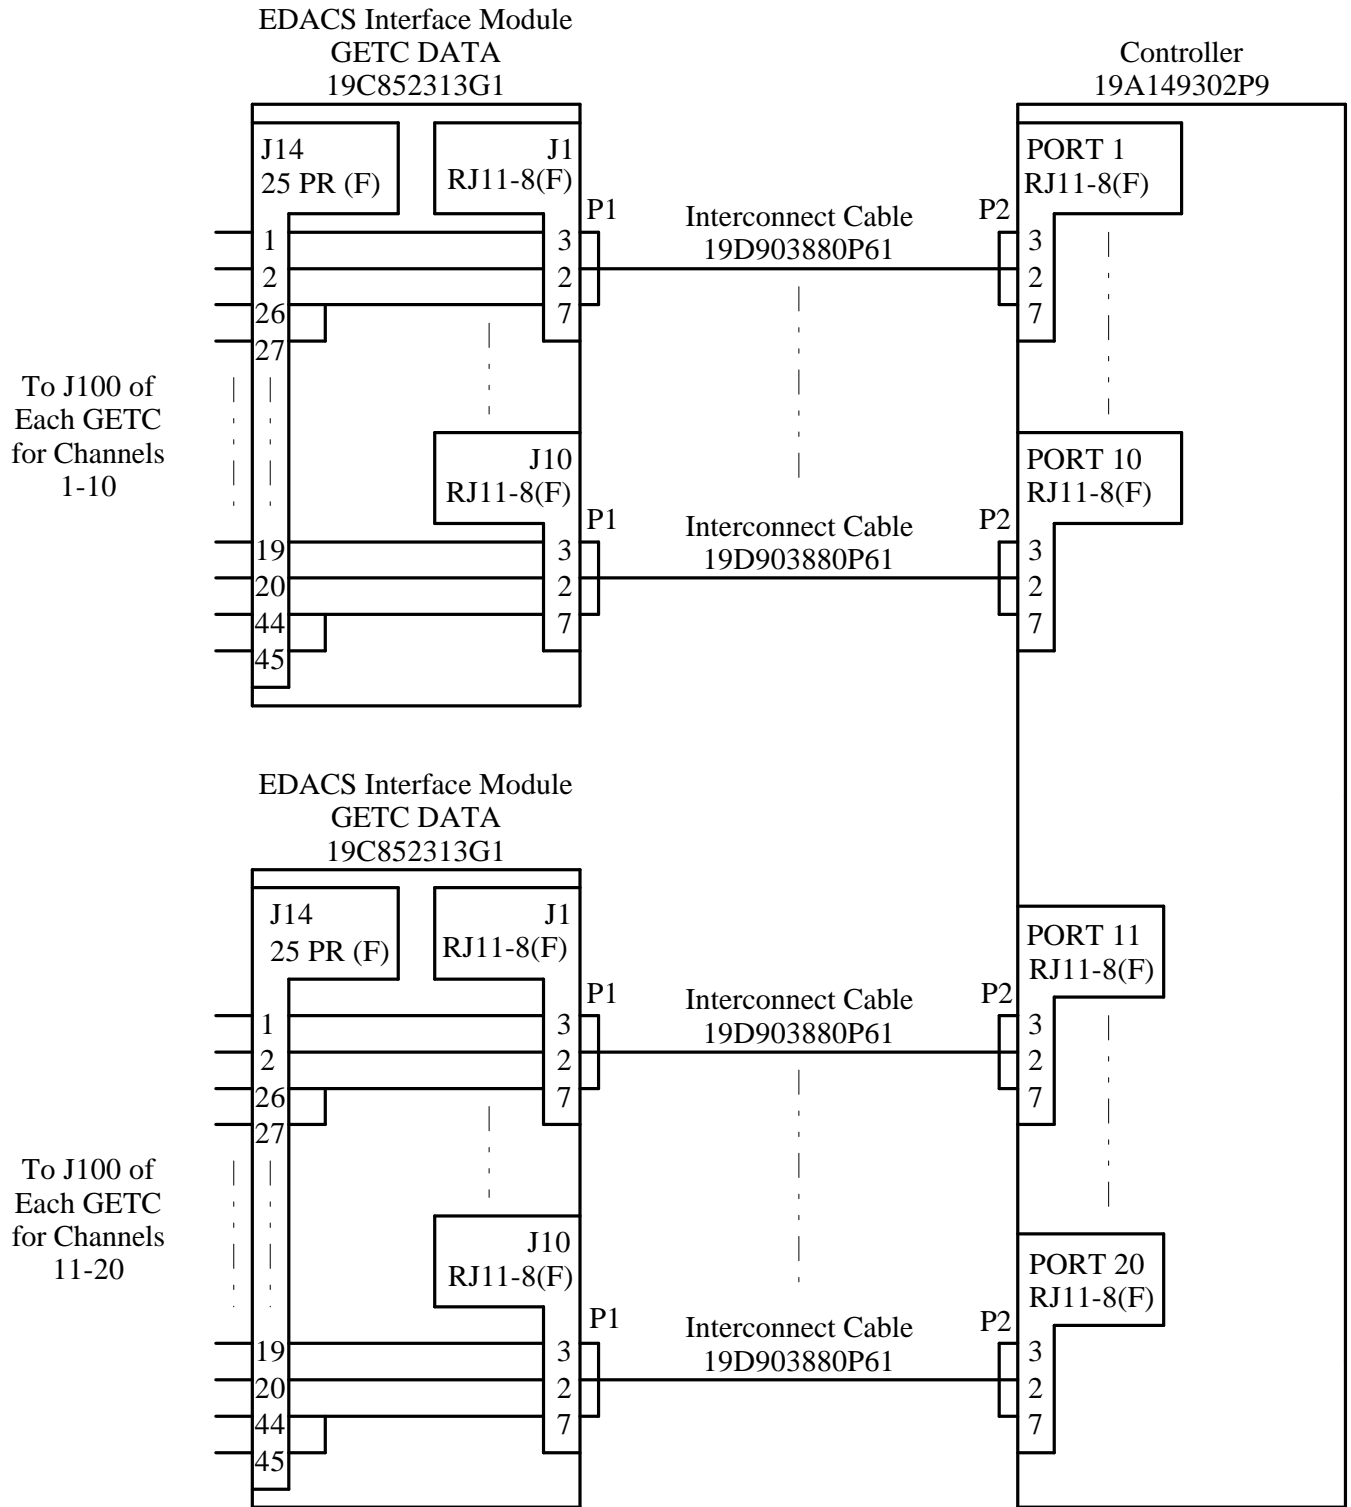 EDACS Interface Module
GETC DATA
19C852313G1
Controller
19A149302P9
J14
25 PR (F)
J1
RJ11-8(F)
PORT 1
RJ11-8(F)
P1
Interconnect Cable
19D903880P61
P2
1
2
26
27
3
2
7
3
2
7
To J100 of
Each GETC
for Channels
1-10
J10
RJ11-8(F)
PORT 10
RJ11-8(F)
P1
Interconnect Cable
19D903880P61
P2
19
20
44
45
3
2
7
3
2
7
EDACS Interface Module
GETC DATA
19C852313G1
J14
25 PR (F)
J1
RJ11-8(F)
PORT 11
RJ11-8(F)
P1
Interconnect Cable
19D903880P61
P2
1
2
26
27
3
2
7
3
2
7
To J100 of
Each GETC
for Channels
11-20
J10
RJ11-8(F)
PORT 20
RJ11-8(F)
P1
Interconnect Cable
19D903880P61
P2
19
20
44
45
3
2
7
3
2
7